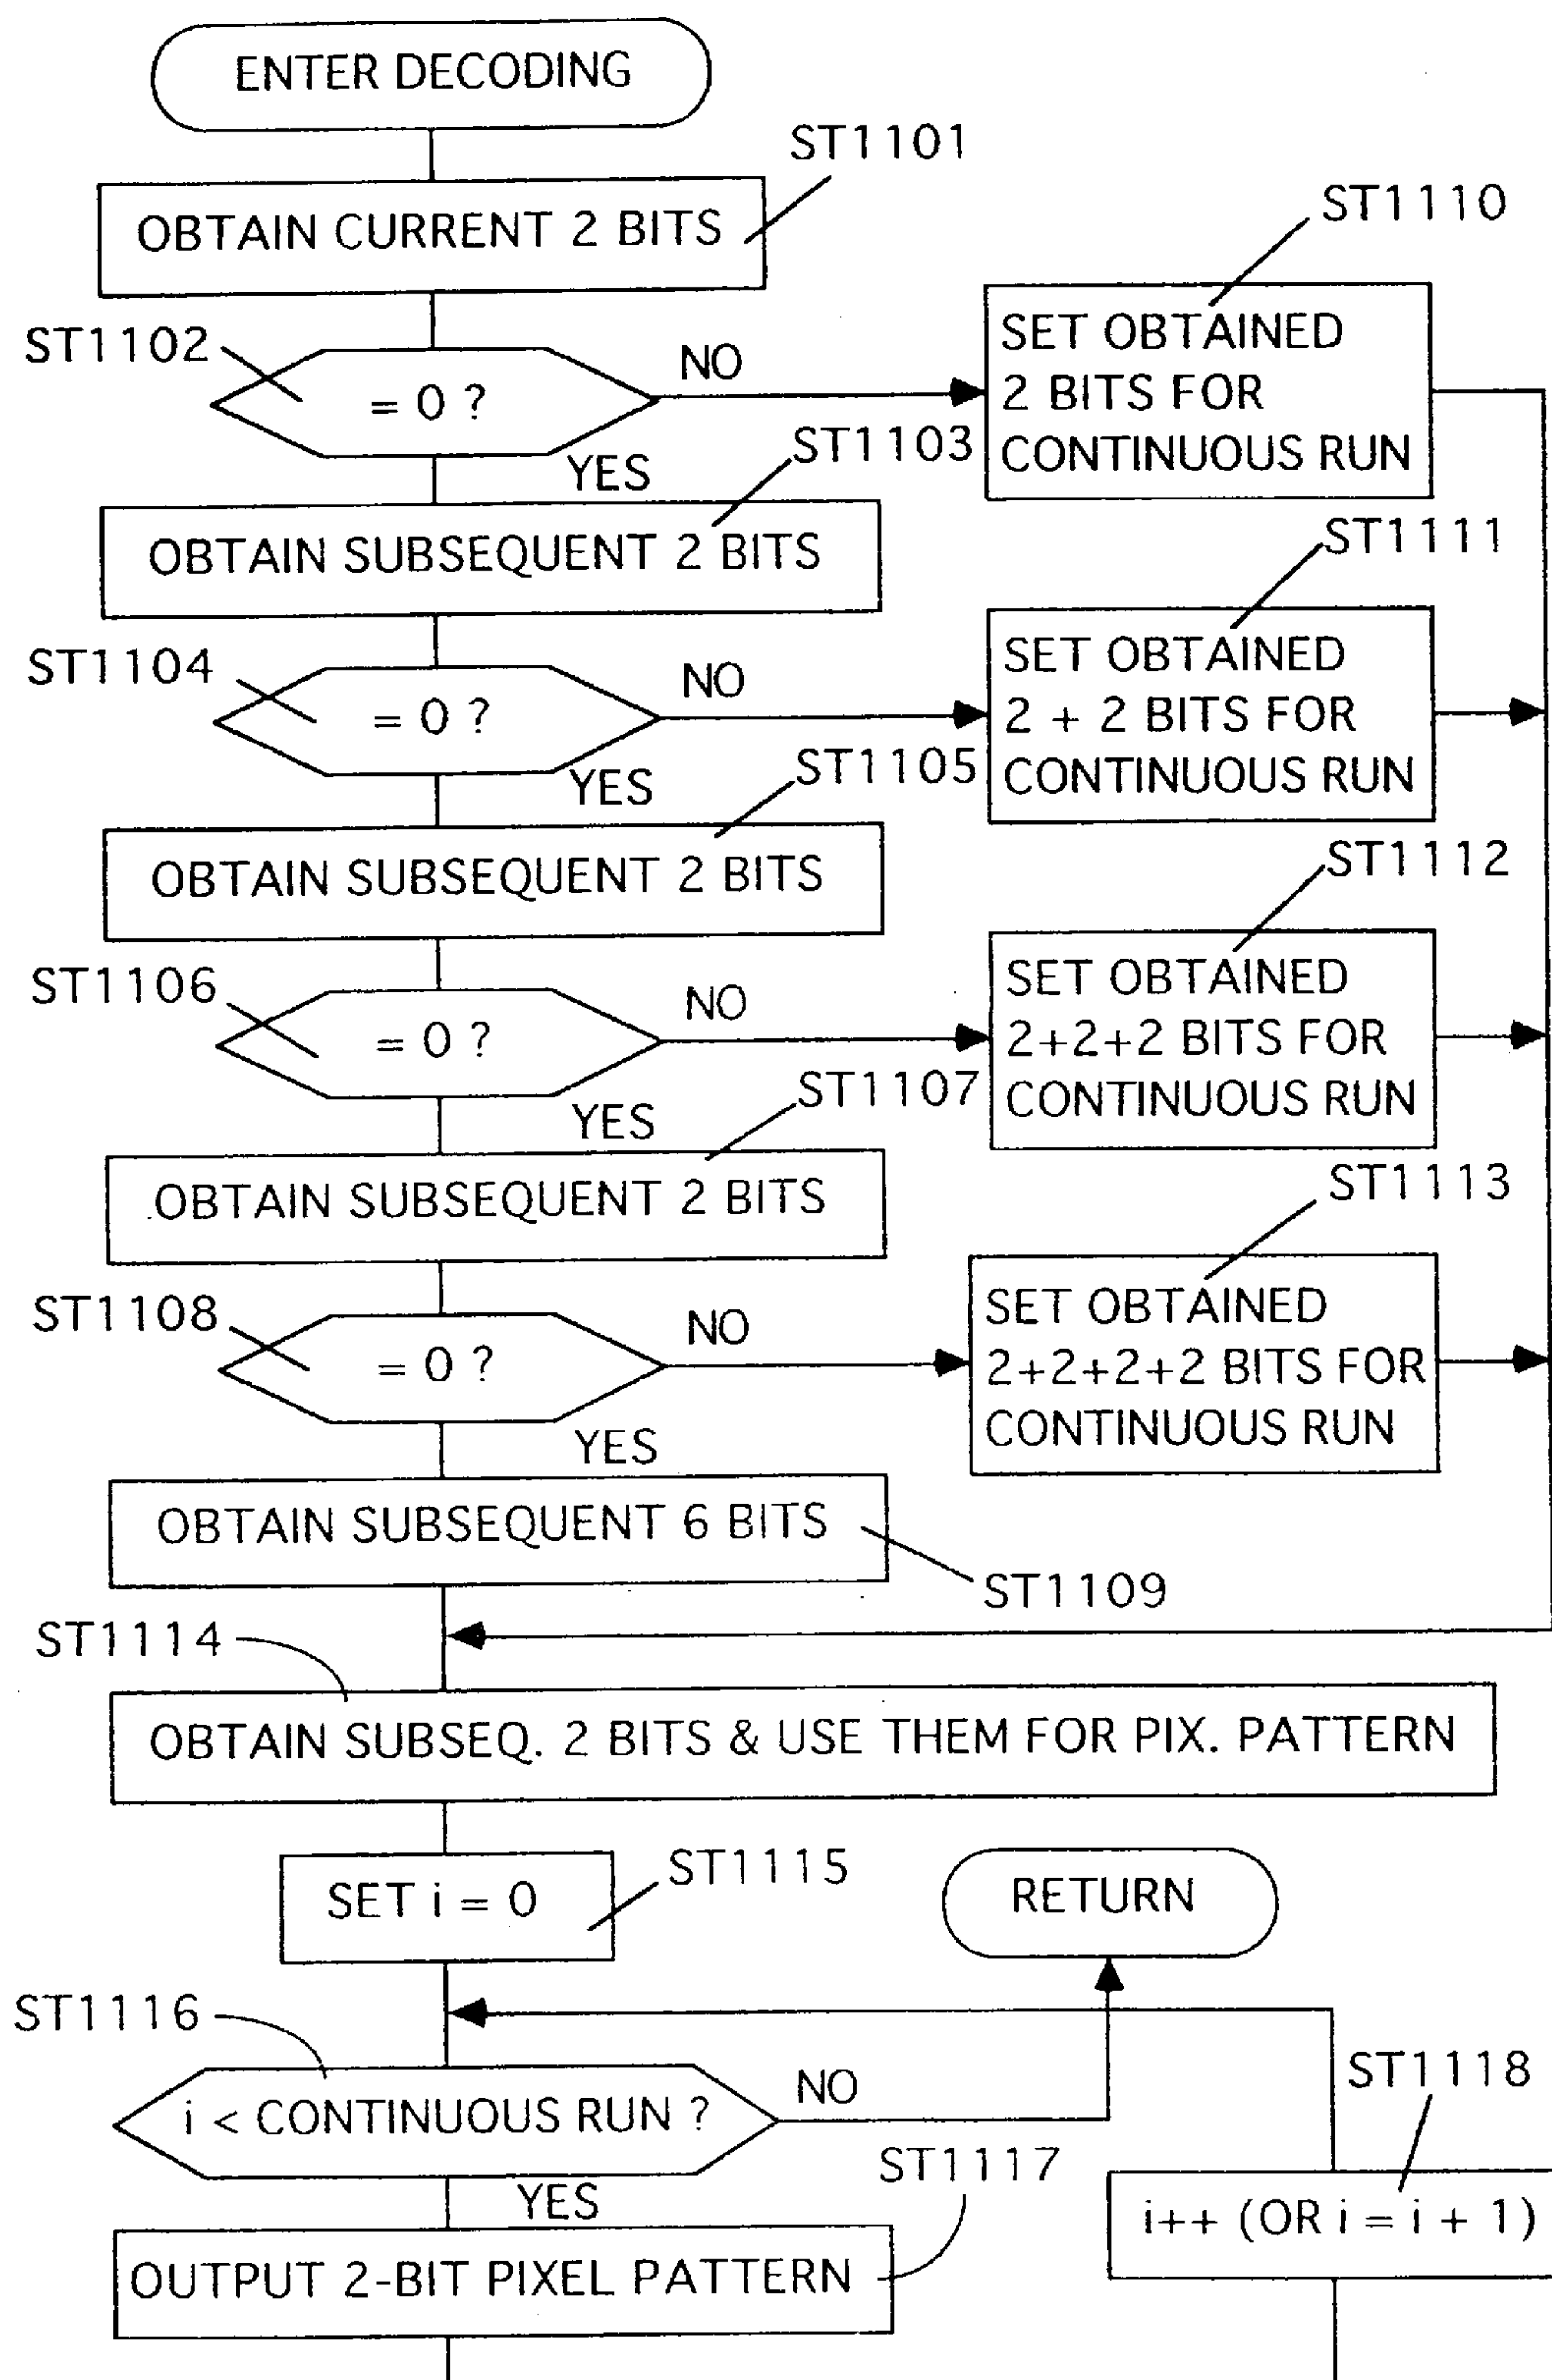 ENTER DECODING
ST1101
OBTAIN CURRENT 2 BITS
ST1110
SET OBTAINED
2 BITS FOR
CONTINUOUS RUN
ST1102
= 0 ?
NO
YES
ST1103
OBTAIN SUBSEQUENT 2 BITS
ST1111
SET OBTAINED
2 + 2 BITS FOR
CONTINUOUS RUN
ST1104
= 0 ?
NO
YES
ST1105
OBTAIN SUBSEQUENT 2 BITS
ST1112
SET OBTAINED
2+2+2 BITS FOR
CONTINUOUS RUN
ST1106
= 0 ?
NO
YES
ST1107
OBTAIN SUBSEQUENT 2 BITS
ST1113
SET OBTAINED
2+2+2+2 BITS FOR
CONTINUOUS RUN
ST1108
= 0 ?
NO
YES
OBTAIN SUBSEQUENT 6 BITS
ST1109
ST1114
OBTAIN SUBSEQ. 2 BITS & USE THEM FOR PIX. PATTERN
SET i = 0
ST1115
RETURN
ST1116
i < CONTINUOUS RUN ?
NO
YES
ST1118
i++ (OR i = i + 1)
ST1117
OUTPUT 2-BIT PIXEL PATTERN